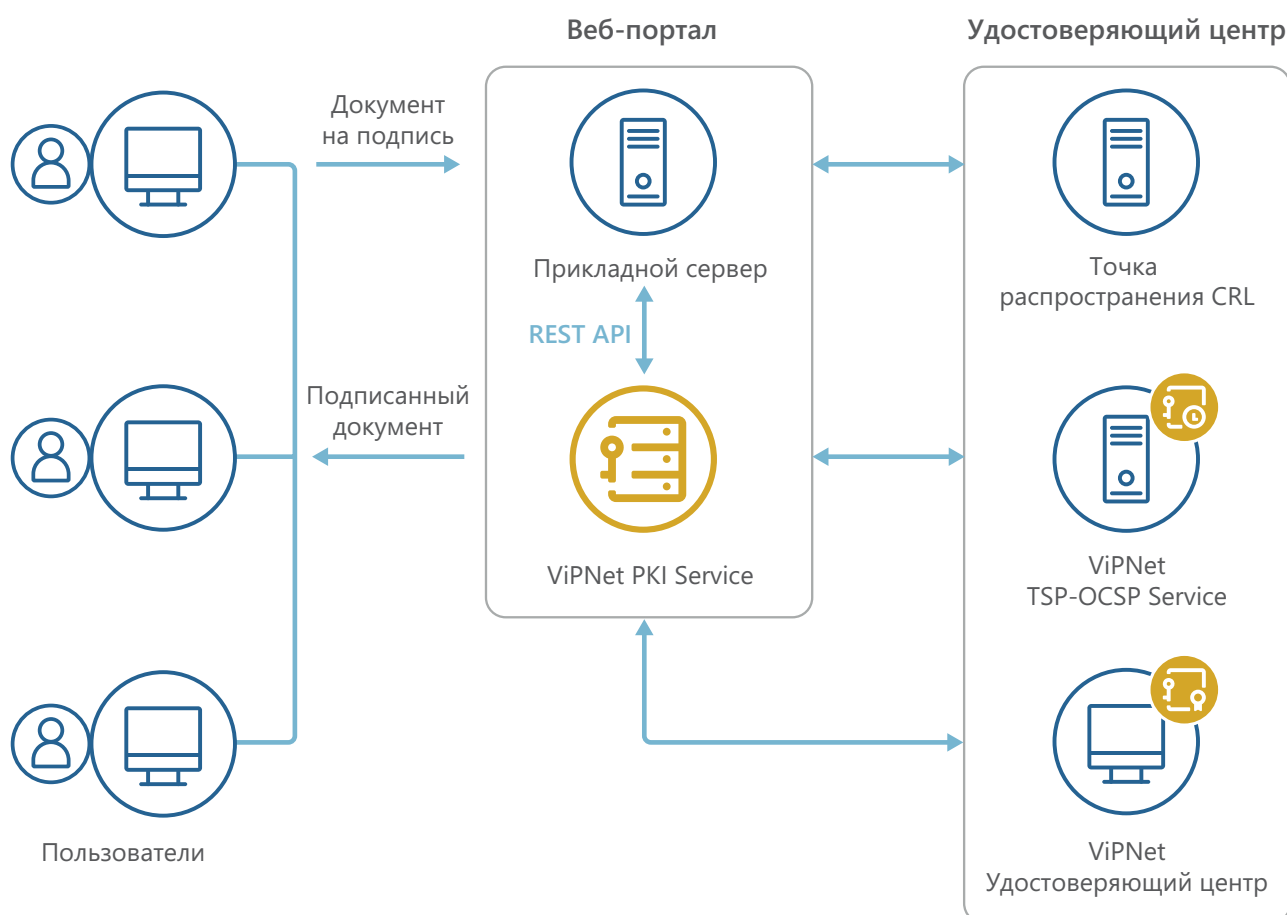 Веб-портал
Удостоверяющий центр
Документ
на подпись
Прикладной сервер
Точка
распространения CRL
REST API
Подписанный
документ
ViPNet PKI Service
ViPNet
TSP-OCSP Service
Пользователи
ViPNet
Удостоверяющий центр